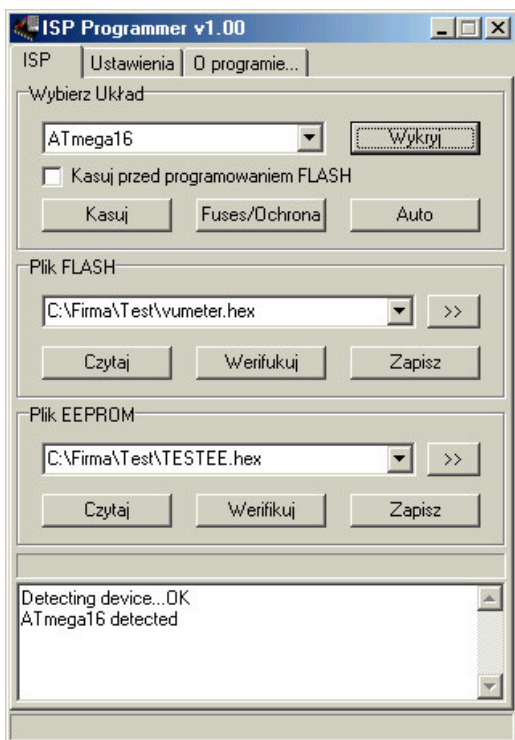 ISP Programmer v1.00
ISP Ustawienia O programie...
Wybierz Układ
ATmega16 Wykryj
Kasuj przed programowaniem FLASH
Kasuj Fuses/Ochrona Auto
Plik FLASH
C:\Firma\Test\vumeter.hex >>
Czytaj Werifukuj Zapisz
Plik EEPROM
C:\Firma\Test\TESTEE.hex >>
Czytaj Werifikuj Zapisz
Detecting device...OK
ATmega16 detected